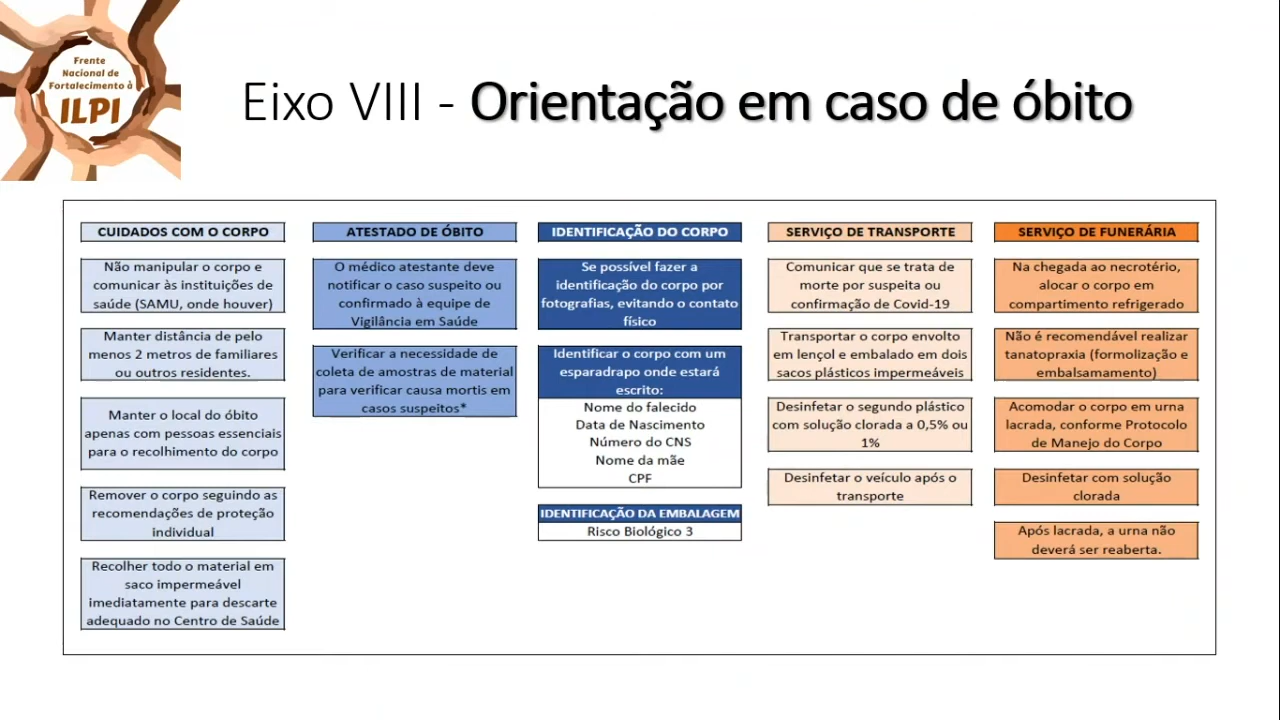 Frente
Nacional de
Fortalecimento à
ILPI
Eixo VIII - Orientação em caso de óbito
CUIDADOS COM O CORPO
Não manipular o corpo e
comunicar às instituições de
saúde (SAMU, onde houver)
Manter distância de pelo
menos 2 metros de familiares
ou outros residentes.
Manter o local do óbito
apenas com pessoas essenciais
para o recolhimento do corpo
Remover o corpo seguindo as
recomendações de proteção
individual
Recolher todo o material em
saco impermeável
imediatamente para descarte
adequado no Centro de Saúde
ATESTADO DE ÓBITO
O médico atestante deve
notificar o caso suspeito ou
confirmado à equipe de
Vigilância em Saúde
Verificar a necessidade de
coleta de amostras de material
para verificar causa mortis em
casos suspeitos*
IDENTIFICAÇÃO DO CORPO
Se possível fazer a
identificação do corpo por
fotografias, evitando o contato
físico
Identificar o corpo com um
esparadrapo onde estará
escrito:
Nome do falecido
Data de Nascimento
Número do CNS
Nome da mãe
CPF
IDENTIFICAÇÃO DA EMBALAGEM
Risco Biológico 3
SERVIÇO DE TRANSPORTE
Comunicar que se trata de
morte por suspeita ou
confirmação de Covid-19
Transportar o corpo envolto
em lençol e embalado em dois
sacos plásticos impermeáveis
Desinfetar o segundo plástico
com solução clorada a 0,5% ou
1%
Desinfetar o veículo após o
transporte
SERVIÇO DE FUNERÁRIA
Na chegada ao necrotério,
alocar o corpo em
compartimento refrigerado
Não é recomendável realizar
tanatopraxia (formolização e
embalsamamento)
Acomodar o corpo em urna
lacrada, conforme Protocolo
de Manejo do Corpo
Desinfetar com solução
clorada
Após lacrada, a urna não
deverá ser reaberta.